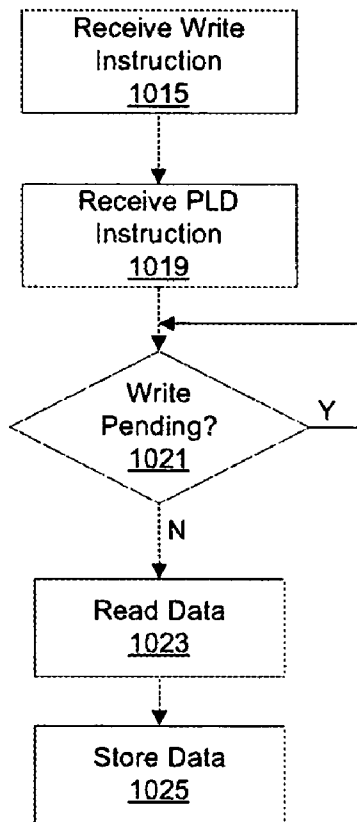 Receive Write
Instruction
1015
Receive PLD
Instruction
1019
Write
Pending?
1021
Y
N
Read Data
1023
Store Data
1025